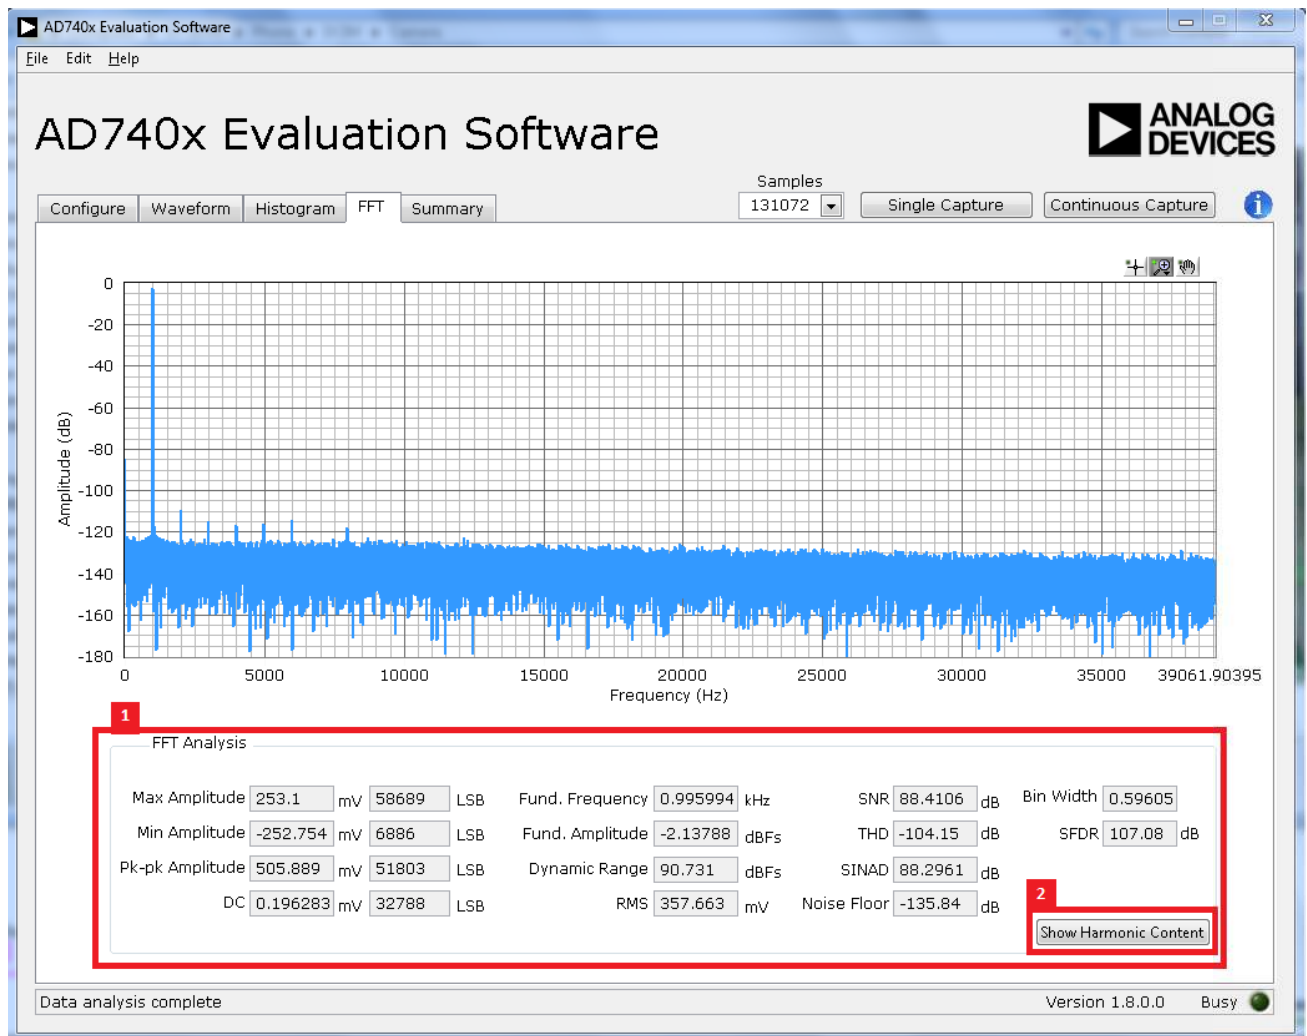 AD740x Evaluation Software
File Edit Help
AD740x Evaluation Software
ANALOG
DEVICES
Samples
Configure Waveform Histogram FFT Summary 131072 Single Capture Continuous Capture i
0
-20
-40
-60
-80
-100
-120
-140
-160
-180
Amplitude (dB)
0 5000 10000 15000 20000 25000 30000 35000 39061.90395
Frequency (Hz)
1
FFT Analysis
Max Amplitude 253.1 mV 58689 LSB Fund. Frequency 0.995994 kHz SNR 88.4106 dB Bin Width 0.59605
Min Amplitude -252.754 mV 6886 LSB Fund. Amplitude -2.13788 dBFs THD -104.15 dB SFDR 107.08 dB
Pk-pk Amplitude 505.889 mV 51803 LSB Dynamic Range 90.731 dBFs SINAD 88.2961 dB
DC 0.196283 mV 32788 LSB RMS 357.663 mV Noise Floor -135.84 dB
2
Show Harmonic Content
Data analysis complete Version 1.8.0.0 Busy